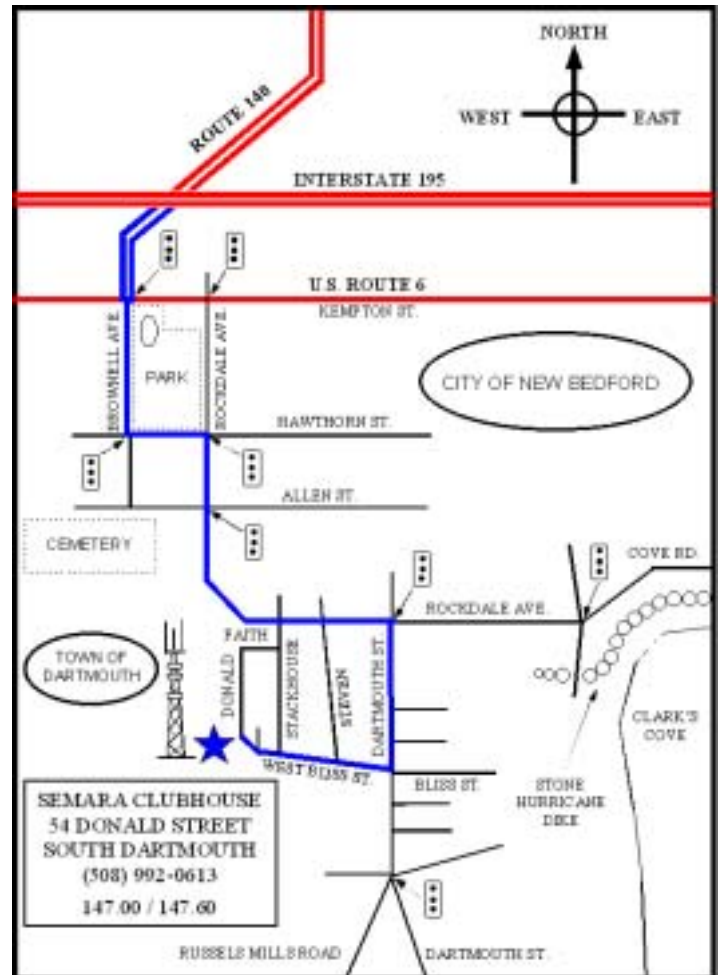 NORTH
WEST
EAST
ROUTE 140
INTERSTATE 195
U.S. ROUTE 6
KEMPTON ST.
BROWNELL AVE.
PARK
ROCKDALE AVE.
CITY OF NEW BEDFORD
HAWTHORN ST.
ALLEN ST.
CEMETERY
COVE RD.
ROCKDALE AVE.
FAITH
TOWN OF
DARTMOUTH
DONALD
STACKHOUSE
STEVEN
DARTMOUTH ST.
CLARK'S
COVE
WEST BLISS ST.
BLISS ST.
STONE
HURRICANE
DIKE
SEMARA CLUBHOUSE
54 DONALD STREET
SOUTH DARTMOUTH
(508) 992-0613
147.00 / 147.60
RUSSELS MILLS ROAD
DARTMOUTH ST.